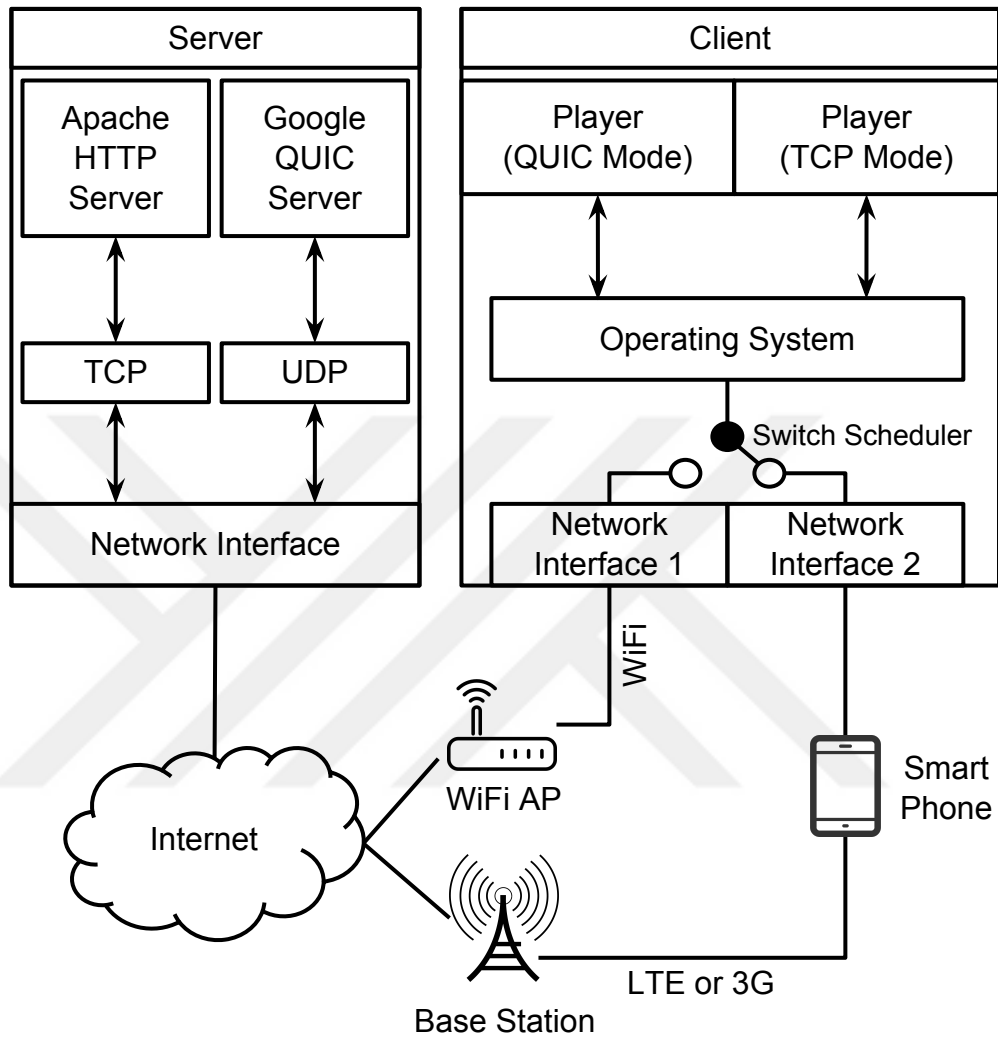 Server
Apache
HTTP
Server
Google
QUIC
Server
TCP
UDP
Network Interface
Client
Player
(QUIC Mode)
Player
(TCP Mode)
Operating System
Switch Scheduler
Network
Interface 1
Network
Interface 2
WiFi
WiFi AP
Internet
Smart
Phone
LTE or 3G
Base Station